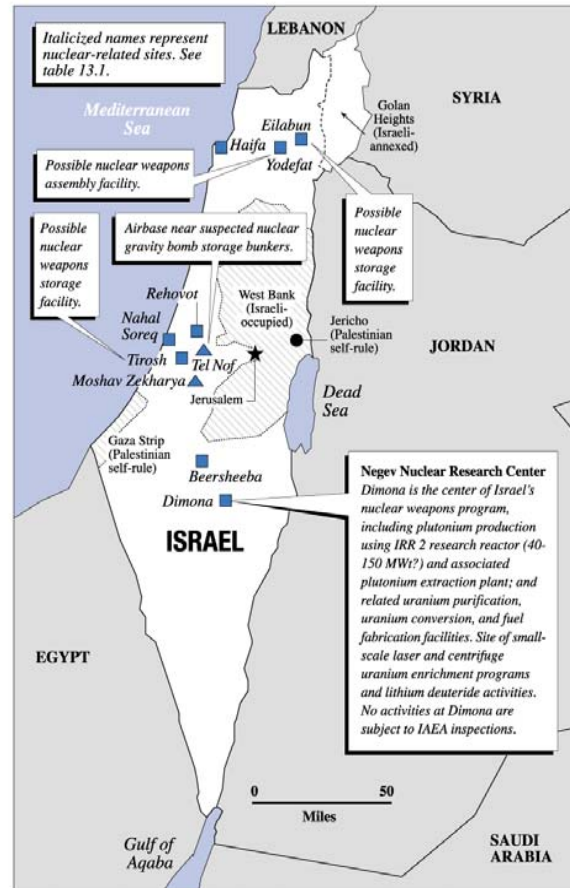 Italicized names represent
nuclear-related sites. See
table 13.1.
LEBANON
SYRIA
Mediterranean
Sea
Golan
Heights
(Israeli-
annexed)
Eilabun
Haifa
Yodefat
Possible nuclear weapons
assembly facility.
Possible
nuclear
weapons
storage
facility.
Airbase near suspected nuclear
gravity bomb storage bunkers.
Possible
nuclear
weapons
storage
facility.
Rehovot
West Bank
(Israeli-
occupied)
Nahal
Soreq
Jericho
(Palestinian
self-rule)
JORDAN
Tirosh
Tel Nof
Moshav Zekharya
Jerusalem
Dead
Sea
Gaza Strip
(Palestinian
self-rule)
Beersheeba
Dimona
Negev Nuclear Research Center
Dimona is the center of Israel's
nuclear weapons program,
including plutonium production
using IRR 2 research reactor (40-
150 MWt?) and associated
plutonium extraction plant; and
related uranium purification,
uranium conversion, and fuel
fabrication facilities. Site of small-
scale laser and centrifuge
uranium enrichment programs
and lithium deuteride activities.
No activities at Dimona are
subject to IAEA inspections.
ISRAEL
EGYPT
0
50
Miles
Gulf of
Aqaba
SAUDI
ARABIA